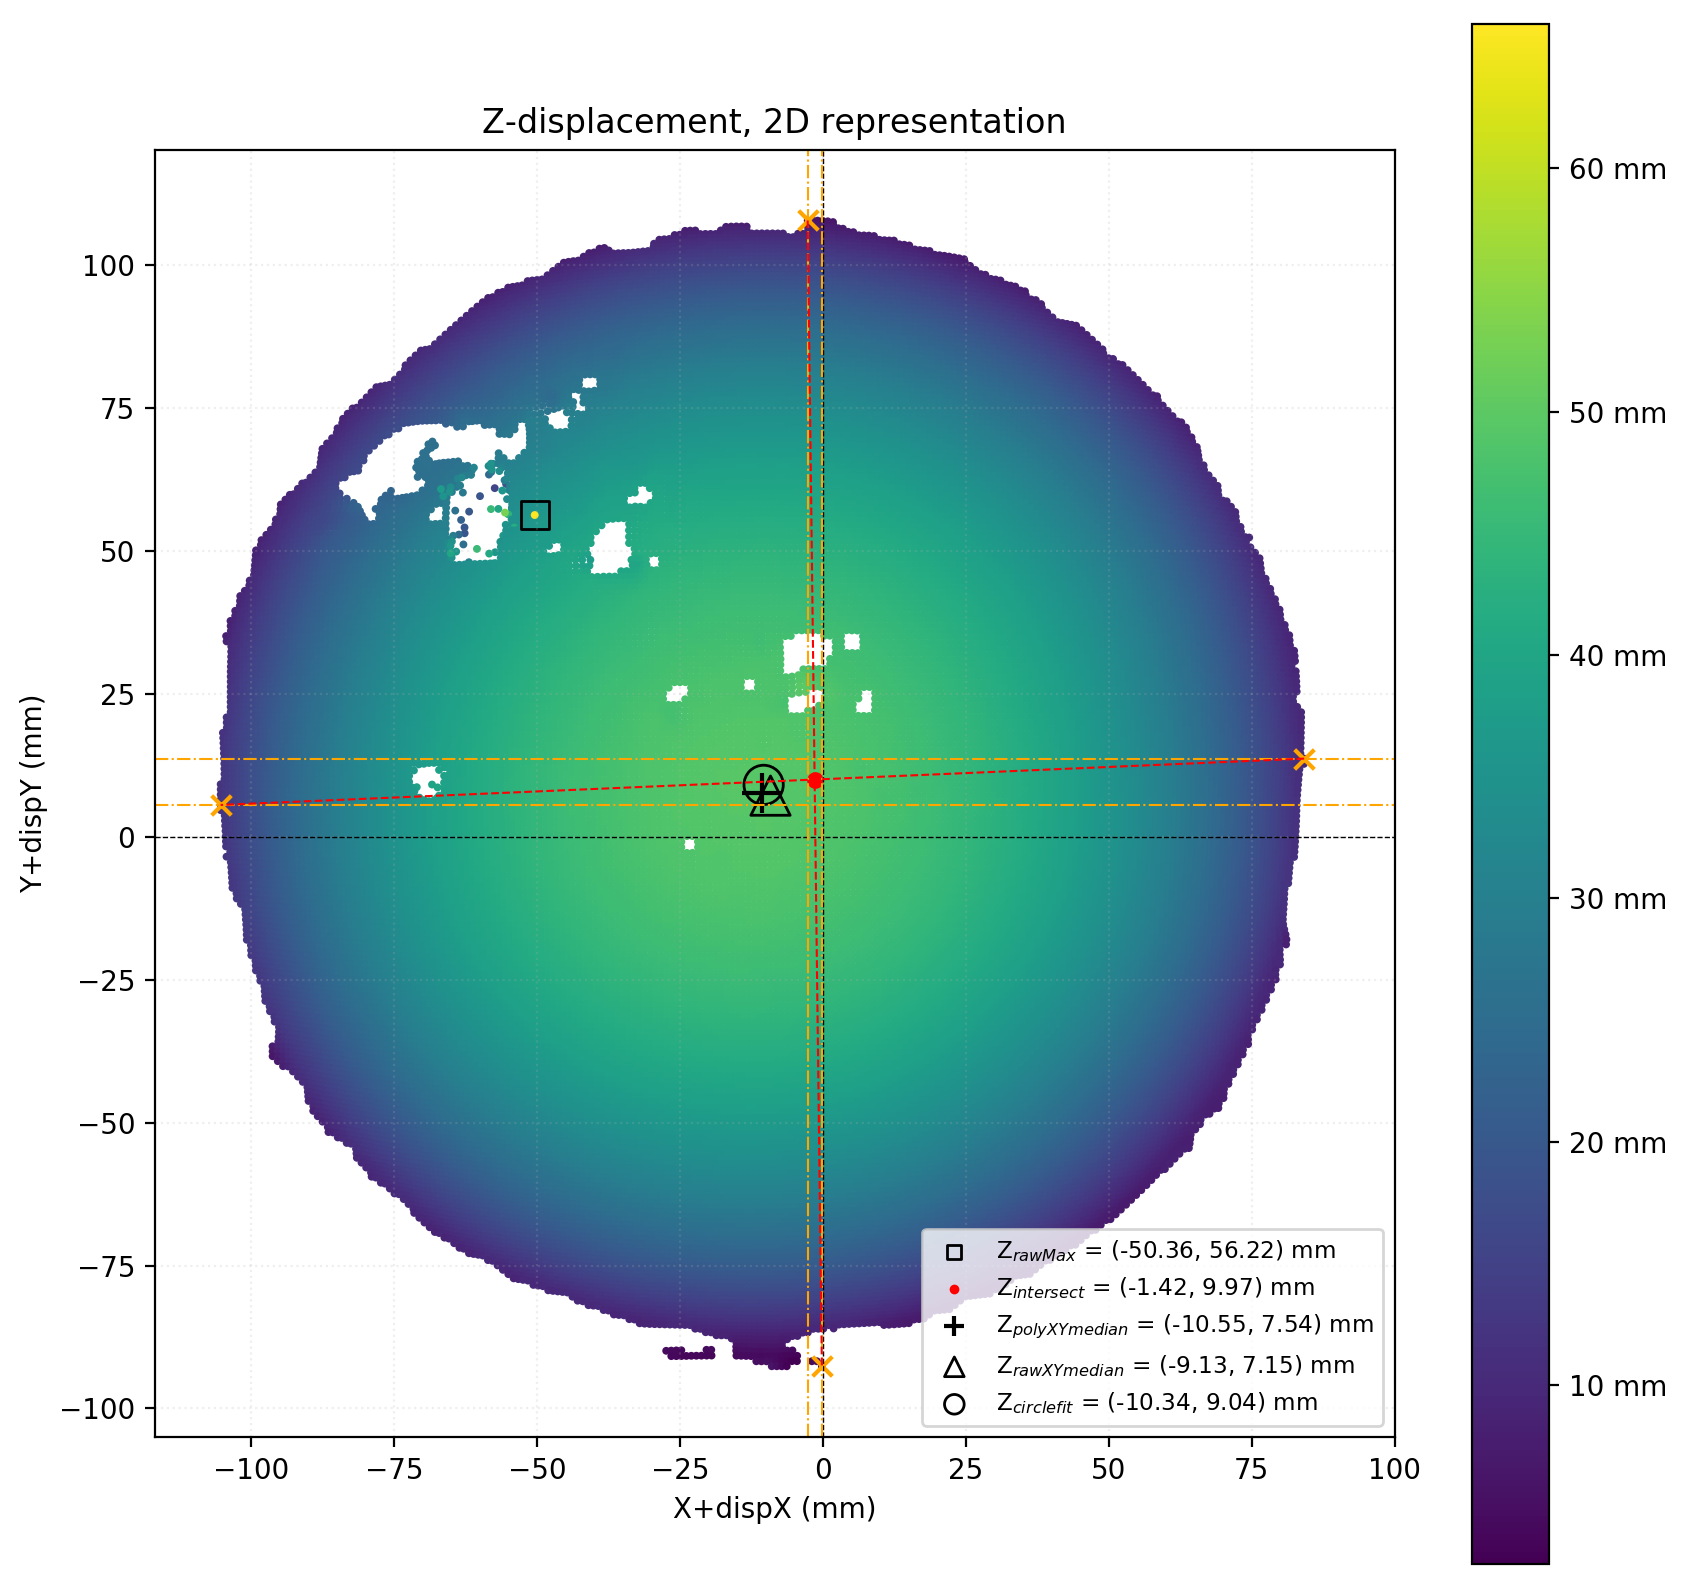 Z-displacement, 2D representation
60 mm
50 mm
40 mm
30 mm
20 mm
10 mm
Y+dispY (mm)
100
75
50
25
0
−25
−50
−75
−100
Z_rawMax = (-50.36, 56.22) mm
Z_intersect = (-1.42, 9.97) mm
Z_polyXYmedian = (-10.55, 7.54) mm
Z_rawXYmedian = (-9.13, 7.15) mm
Z_circlefit = (-10.34, 9.04) mm
−100 −75 −50 −25 0 25 50 75 100
X+dispX (mm)